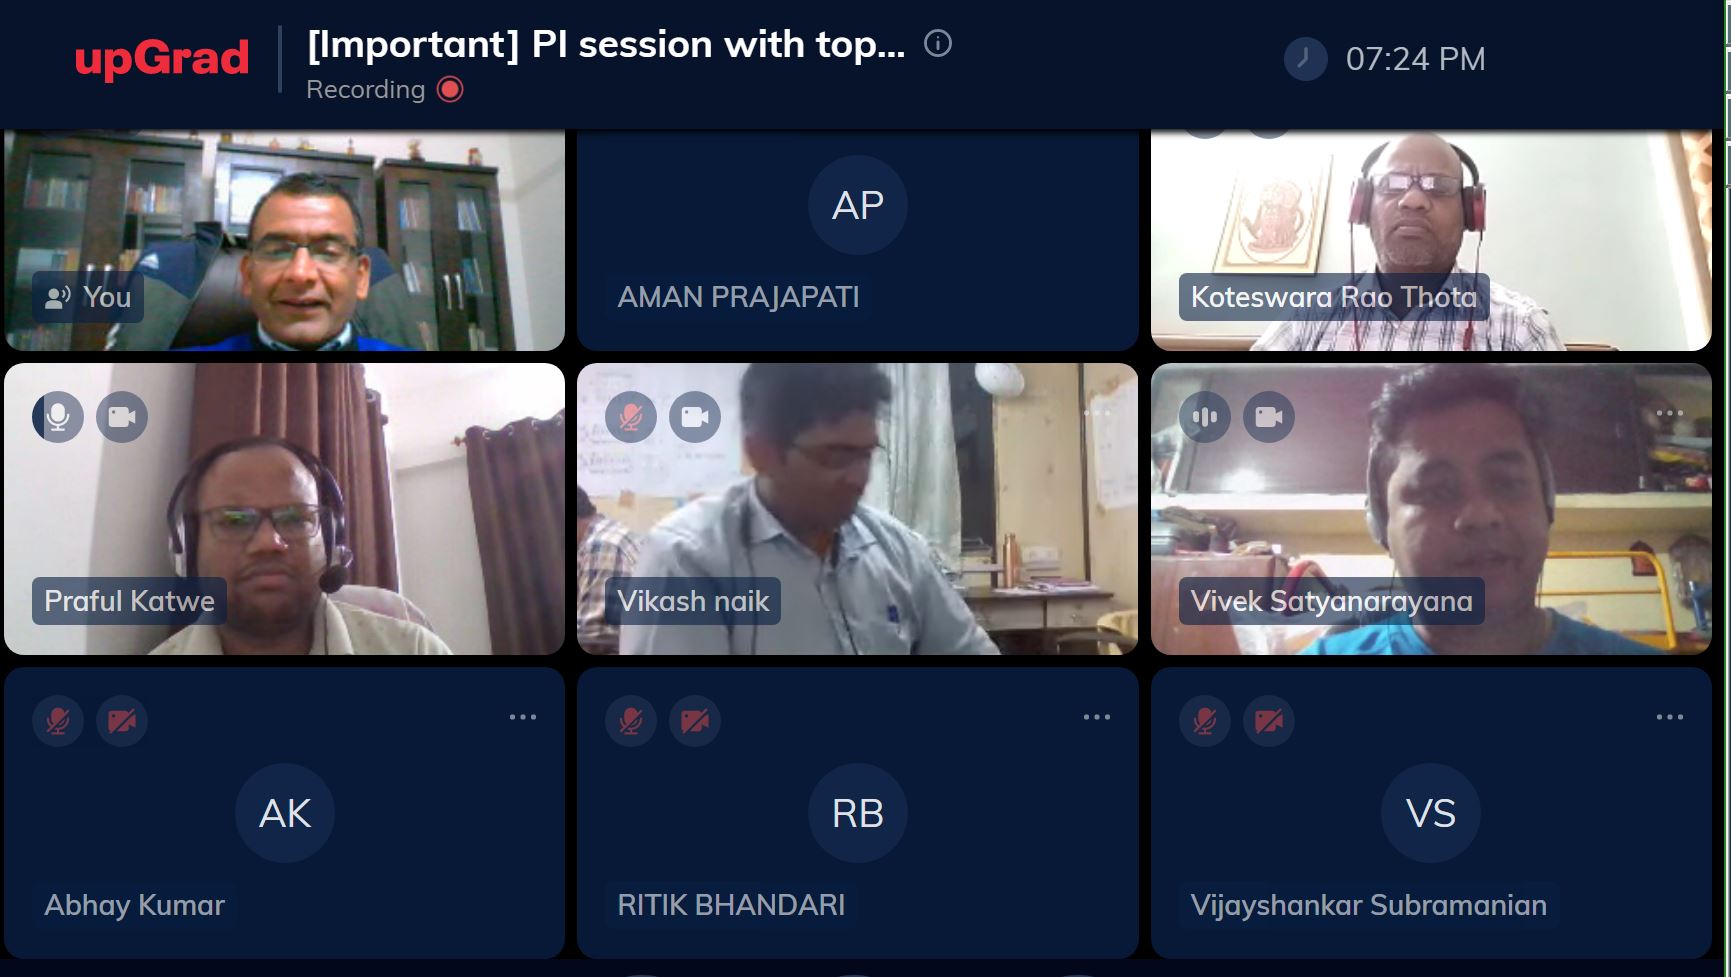 upGrad
[Important] PI session with top...
Recording
07:24 PM
You
AP
AMAN PRAJAPATI
Koteswara Rao Thota
Praful Katwe
Vikash naik
Vivek Satyanarayana
AK
Abhay Kumar
RB
RITIK BHANDARI
VS
Vijayshankar Subramanian